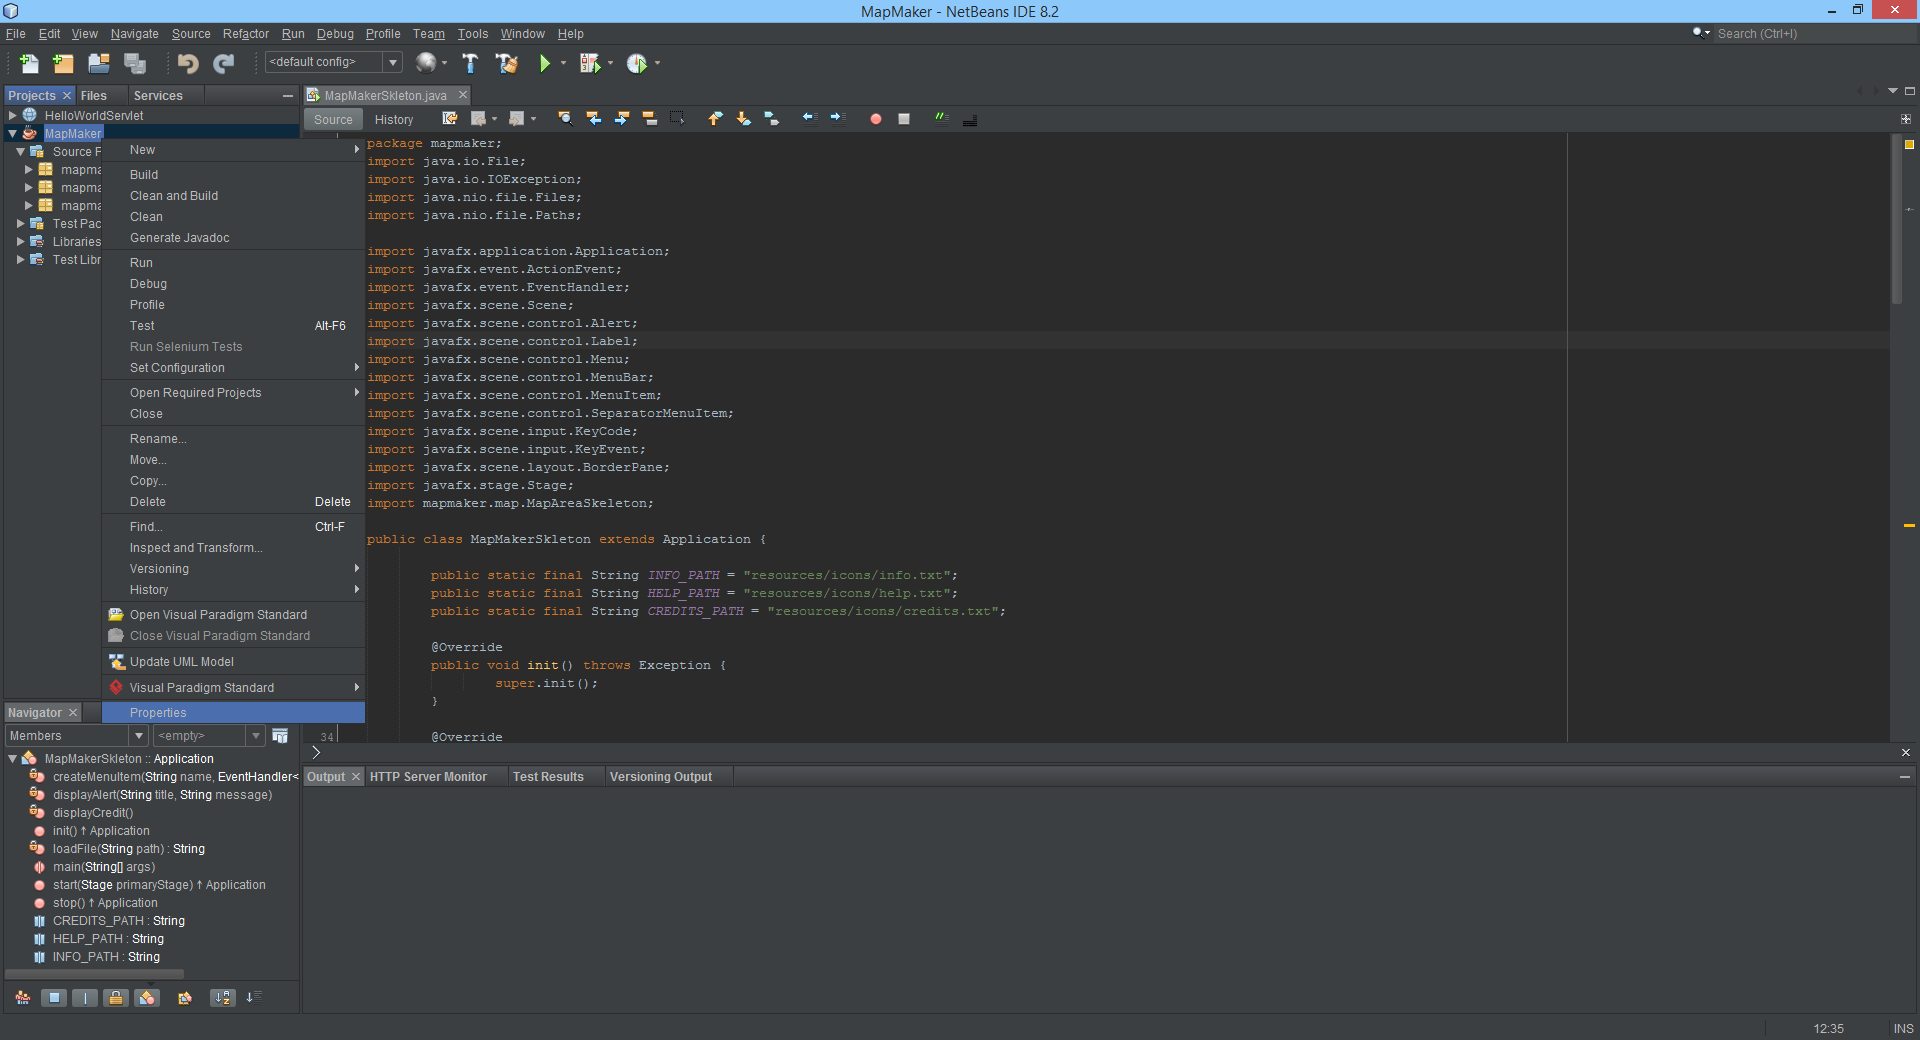 MapMaker - NetBeans IDE 8.2
File Edit View Navigate Source Refactor Run Debug Profile Team Tools Window Help
Search (Ctrl+I)
<default config>
Projects Files Services
MapMakerSkleton.java
Source History
HelloWorldServlet
MapMaker
Source F
mapma
mapma
mapma
Test Pac
Libraries
Test Libr
New
Build
Clean and Build
Clean
Generate Javadoc
Run
Debug
Profile
Test Alt-F6
Run Selenium Tests
Set Configuration
Open Required Projects
Close
Rename...
Move...
Copy...
Delete Delete
Find... Ctrl-F
Inspect and Transform...
Versioning
History
Open Visual Paradigm Standard
Close Visual Paradigm Standard
Update UML Model
Visual Paradigm Standard
Properties
package mapmaker;
import java.io.File;
import java.io.IOException;
import java.nio.file.Files;
import java.nio.file.Paths;
import javafx.application.Application;
import javafx.event.ActionEvent;
import javafx.event.EventHandler;
import javafx.scene.Scene;
import javafx.scene.control.Alert;
import javafx.scene.control.Label;
import javafx.scene.control.Menu;
import javafx.scene.control.MenuBar;
import javafx.scene.control.MenuItem;
import javafx.scene.control.SeparatorMenuItem;
import javafx.scene.input.KeyCode;
import javafx.scene.input.KeyEvent;
import javafx.scene.layout.BorderPane;
import javafx.stage.Stage;
import mapmaker.map.MapAreaSkeleton;
public class MapMakerSkleton extends Application {
public static final String INFO_PATH = "resources/icons/info.txt";
public static final String HELP_PATH = "resources/icons/help.txt";
public static final String CREDITS_PATH = "resources/icons/credits.txt";
@Override
public void init() throws Exception {
super.init();
}
34 @Override
Navigator
Members <empty>
MapMakerSkleton :: Application
createMenuItem(String name, EventHandler<
displayAlert(String title, String message)
displayCredit()
init() ↑ Application
loadFile(String path) : String
main(String[] args)
start(Stage primaryStage) ↑ Application
stop() ↑ Application
CREDITS_PATH : String
HELP_PATH : String
INFO_PATH : String
Output HTTP Server Monitor Test Results Versioning Output
12:35 INS